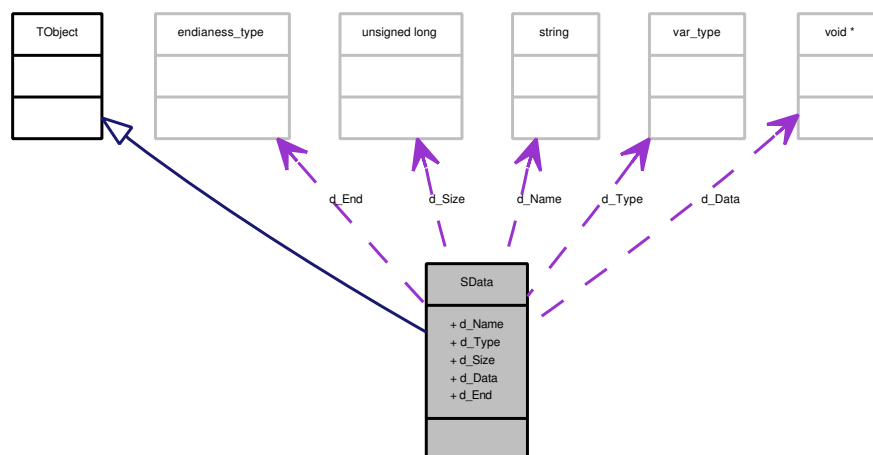 TObject
endianess_type
unsigned long
string
var_type
void *
d_End
d_Size
d_Name
d_Type
d_Data
SData
+ d_Name
+ d_Type
+ d_Size
+ d_Data
+ d_End